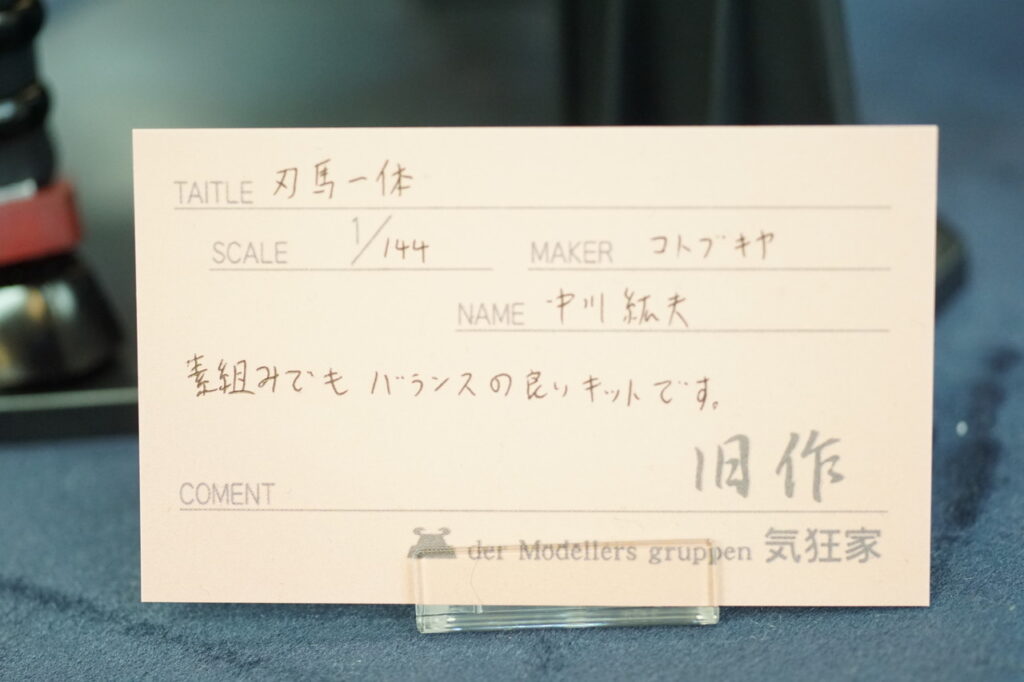 TAITLE 刃馬一体
SCALE 1/144 MAKER コトブキヤ
NAME 中川 紘夫
素組みでも バランスの良いキットです。
旧作
COMENT
der Modellers gruppen 気狂家